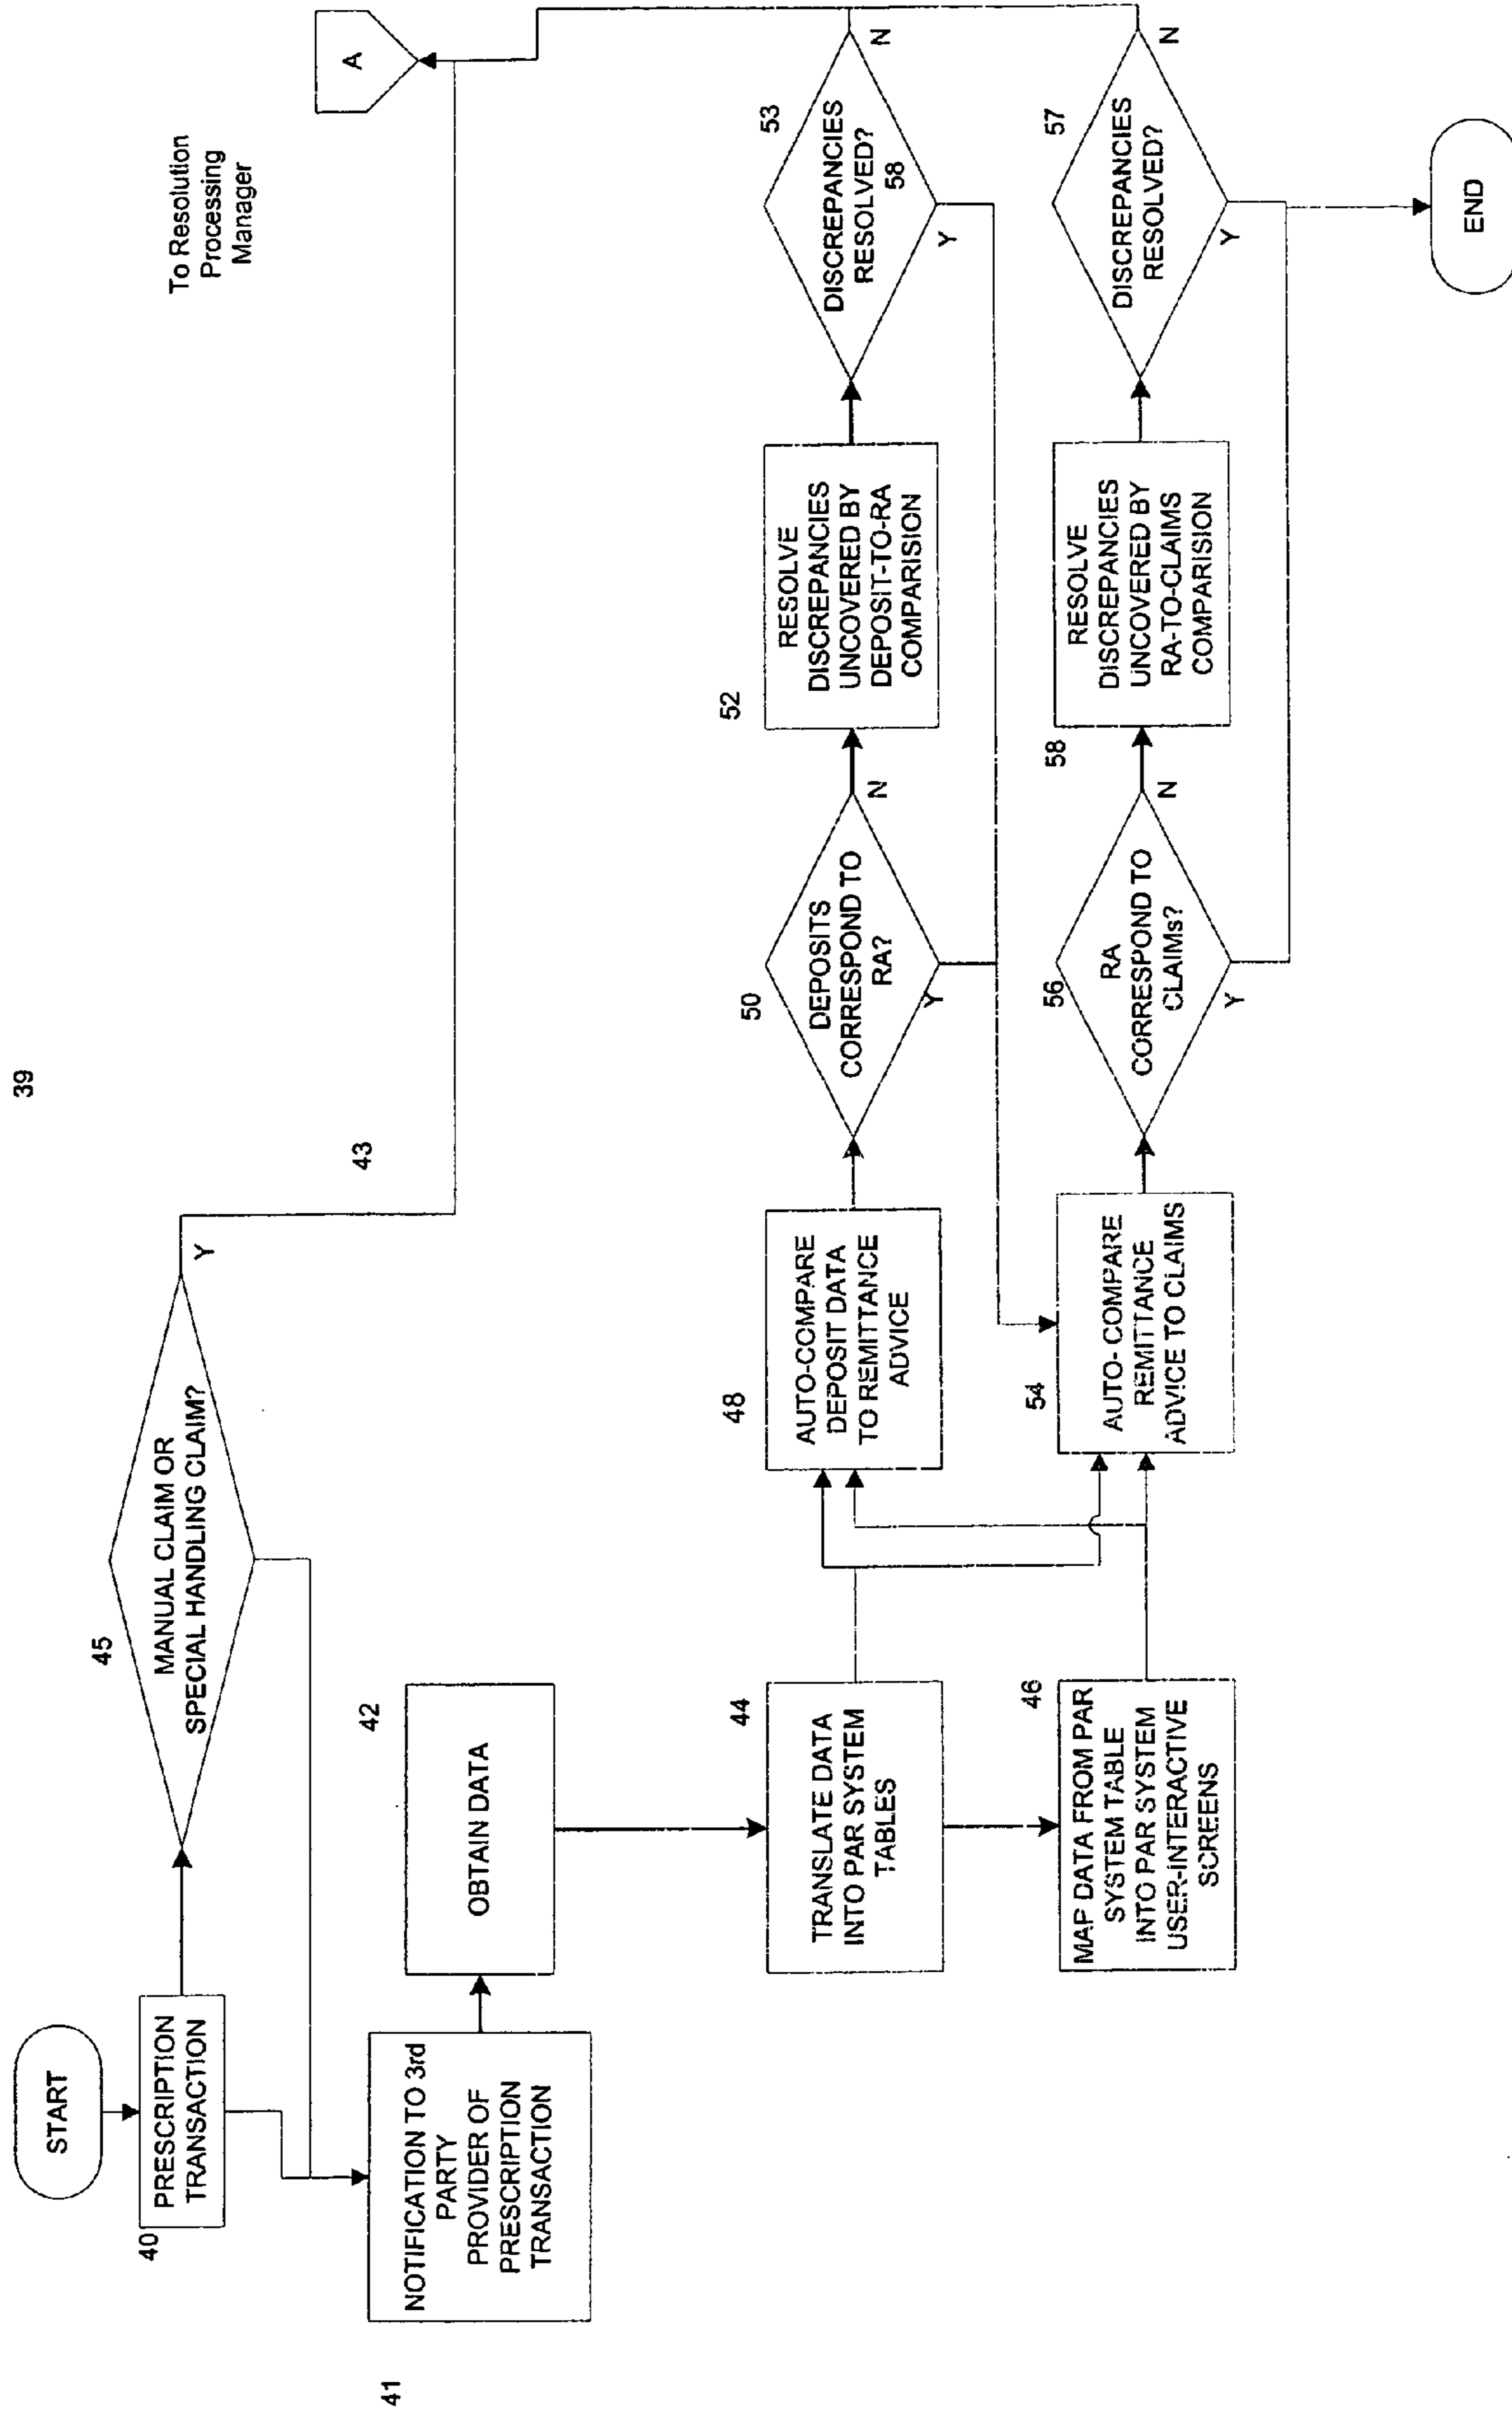 39
START
40
PRESCRIPTION
TRANSACTION
45
MANUAL CLAIM OR
SPECIAL HANDLING CLAIM?
Y
43
To Resolution
Processing
Manager
A
41
NOTIFICATION TO 3rd
PARTY
PROVIDER OF
PRESCRIPTION
TRANSACTION
42
OBTAIN DATA
44
TRANSLATE DATA
INTO PAR SYSTEM
TABLES
48
AUTO-COMPARE
DEPOSIT DATA
TO REMITTANCE
ADVICE
50
DEPOSITS
CORRESPOND TO
RA?
N
Y
52
RESOLVE
DISCREPANCIES
UNCOVERED BY
DEPOSIT-TO-RA
COMPARISION
53
DISCREPANCIES
RESOLVED?
58
N
Y
46
MAP DATA FROM PAR
SYSTEM TABLE
INTO PAR SYSTEM
USER-INTERACTIVE
SCREENS
54
AUTO- COMPARE
REMITTANCE
ADVICE TO CLAIMS
56
RA
CORRESPOND TO
CLAIMs?
N
Y
58
RESOLVE
DISCREPANCIES
UNCOVERED BY
RA-TO-CLAIMS
COMPARISION
57
DISCREPANCIES
RESOLVED?
N
Y
END